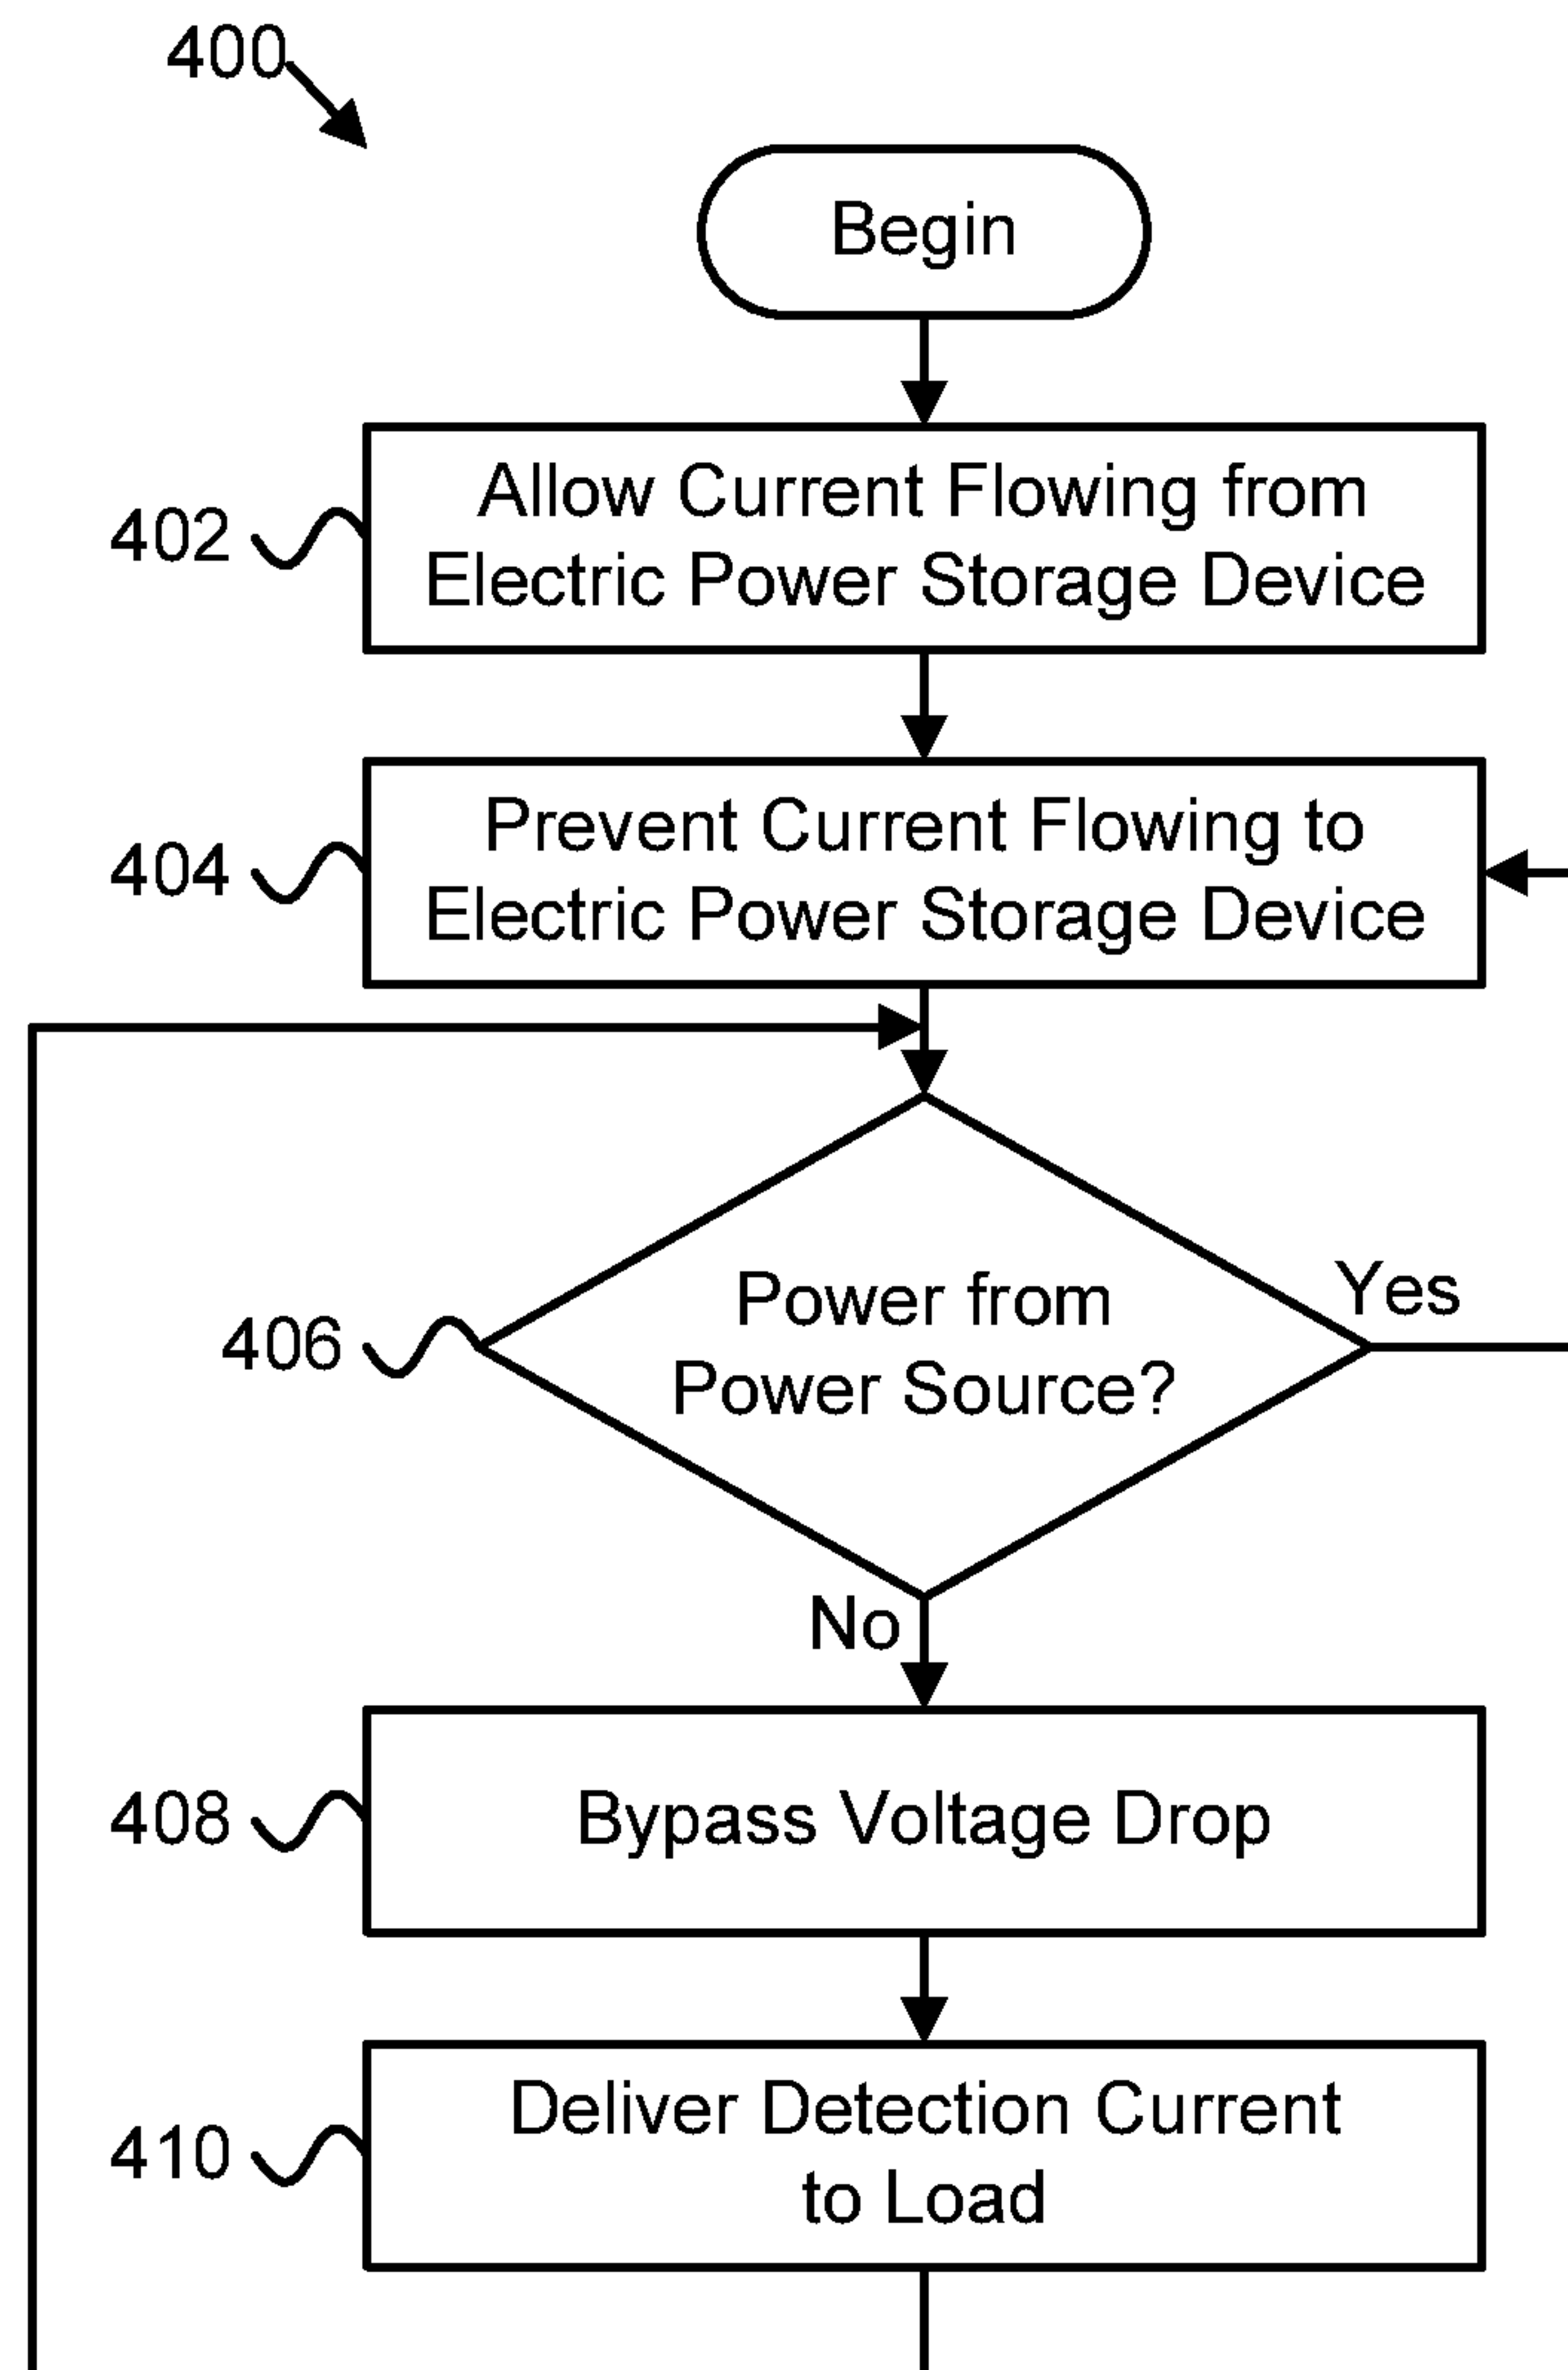 400
Begin
402
Allow Current Flowing from
Electric Power Storage Device
404
Prevent Current Flowing to
Electric Power Storage Device
406
Power from
Power Source?
Yes
No
408
Bypass Voltage Drop
410
Deliver Detection Current
to Load